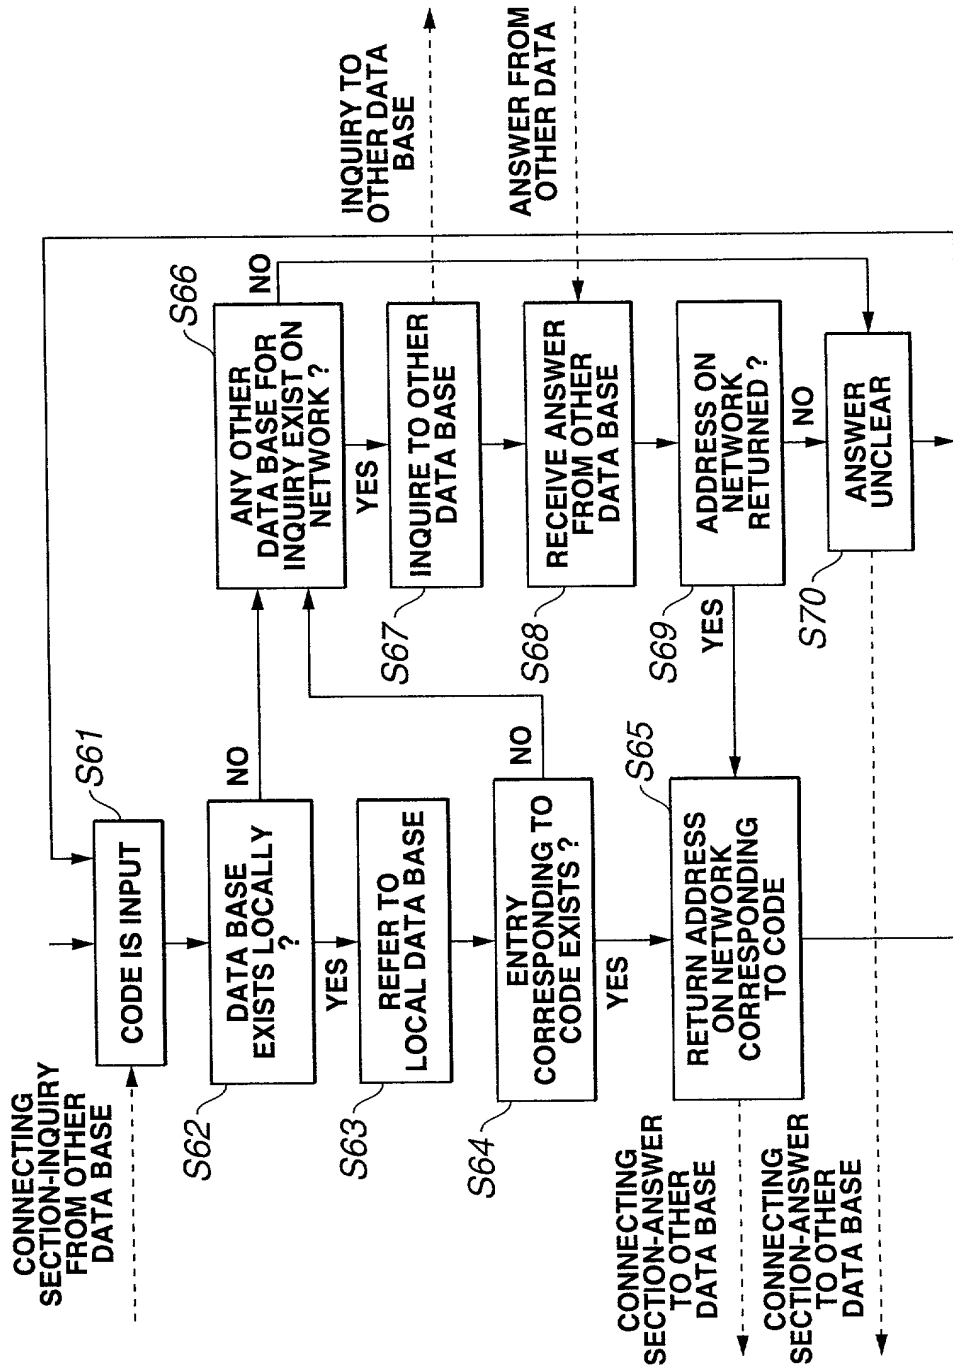 CONNECTING
SECTION-INQUIRY
FROM OTHER
DATA BASE
CODE IS INPUT
S61
DATA BASE
EXISTS LOCALLY
?
S62
NO
YES
REFER TO
LOCAL DATA BASE
S63
ENTRY
CORRESPONDING TO
CODE EXISTS ?
S64
NO
YES
RETURN ADDRESS
ON NETWORK
CORRESPONDING
TO CODE
S65
CONNECTING
SECTION-ANSWER
TO OTHER
DATA BASE
CONNECTING
SECTION-ANSWER
TO OTHER
DATA BASE
ANY OTHER
DATA BASE FOR
INQUIRY EXIST ON
NETWORK ?
S66
NO
YES
INQUIRE TO OTHER
DATA BASE
S67
INQUIRY TO
OTHER DATA
BASE
RECEIVE ANSWER
FROM OTHER
DATA BASE
S68
ANSWER FROM
OTHER DATA
ADDRESS ON
NETWORK
RETURNED ?
S69
YES
NO
ANSWER
UNCLEAR
S70